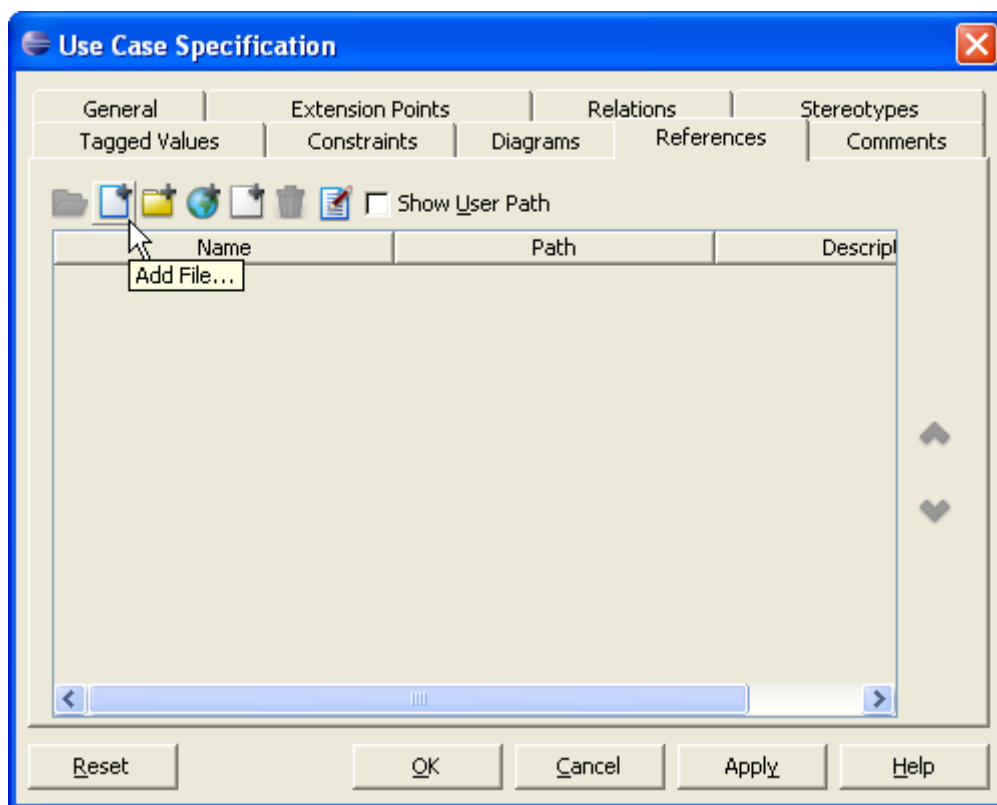 Use Case Specification
General Extension Points Relations Stereotypes
Tagged Values Constraints Diagrams References Comments
Show User Path
Name Path Descript
Add File...
Reset OK Cancel Apply Help